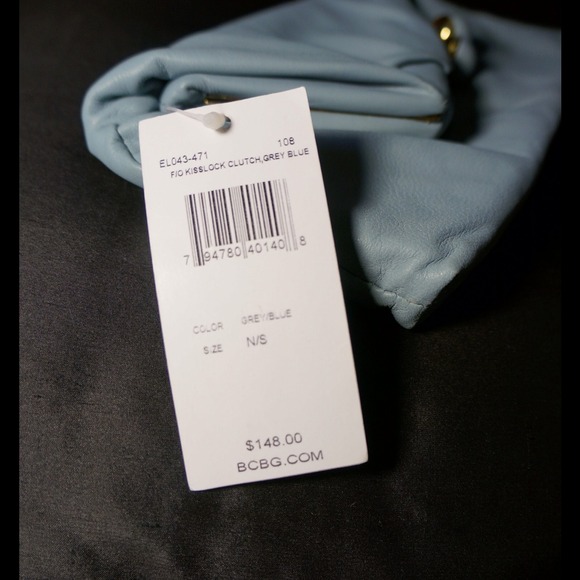 EL043-471 108
F/O KISSLOCK CLUTCH,GREY BLUE
7 94780 40140 8
COLOR GREY/BLUE
SIZE N/S
$148.00
BCBG.COM